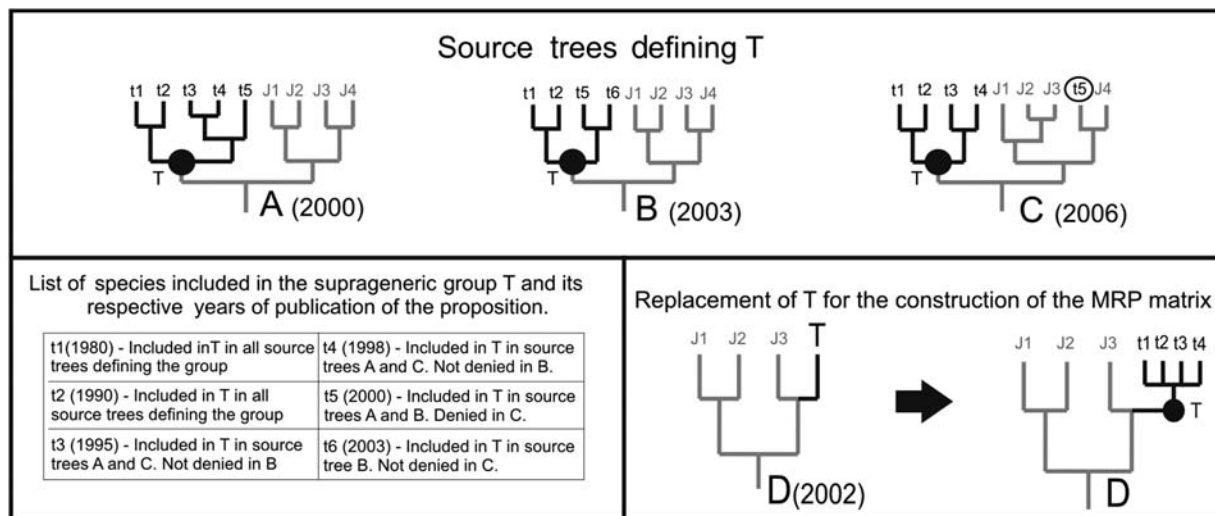 Source trees defining T
t1 t2 t3 t4 t5 J1 J2 J3 J4
T
A (2000)
t1 t2 t5 t6 J1 J2 J3 J4
T
B (2003)
t1 t2 t3 t4 J1 J2 J3 t5 J4
T
C (2006)
List of species included in the suprageneric group T and its
respective years of publication of the proposition.
t1(1980) - Included inT in all source
trees defining the group
t4 (1998) - Included in T in source
trees A and C. Not denied in B.
t2 (1990) - Included in T in all
source trees defining the group
t5 (2000) - Included in T in source
trees A and B. Denied in C.
t3 (1995) - Included in T in source
trees A and C. Not denied in B
t6 (2003) - Included in T in source
tree B. Not denied in C.
Replacement of T for the construction of the MRP matrix
J1 J2 J3 T
D(2002)
J1 J2 J3 t1 t2 t3 t4
T
D